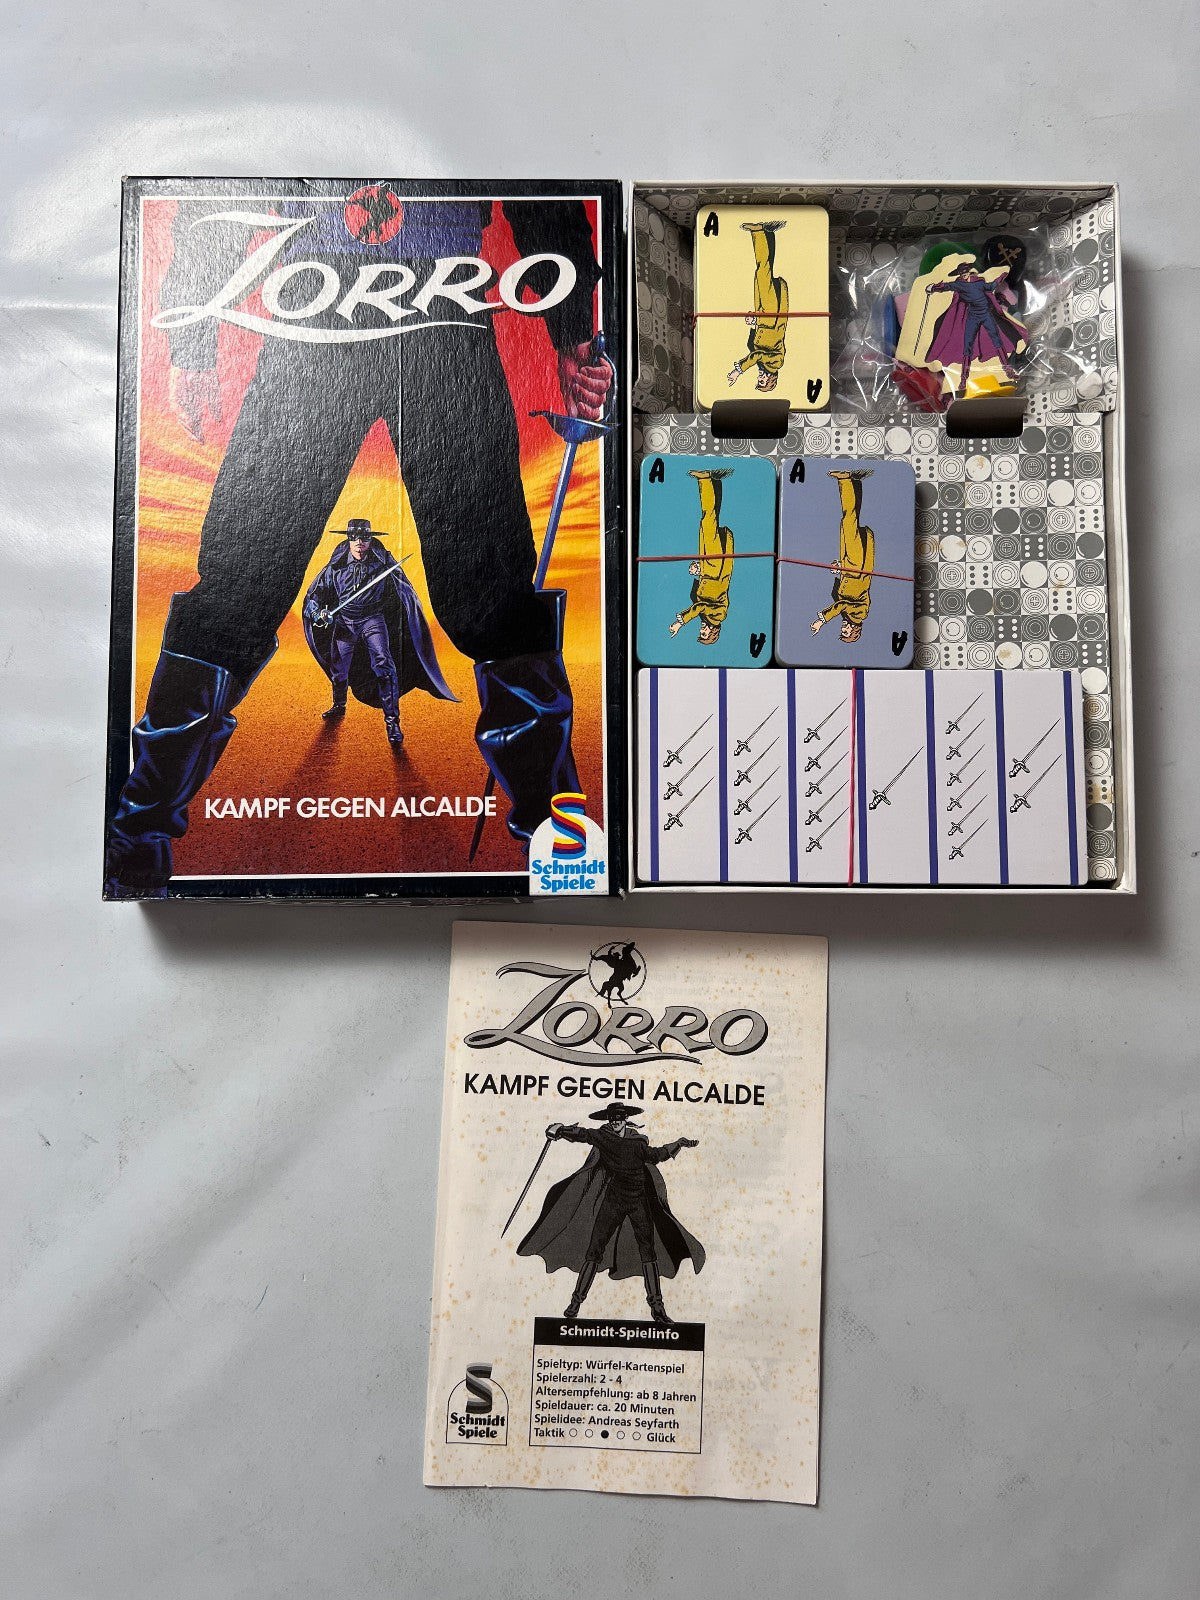 ZORRO
KAMPF GEGEN ALCALDE
Schmidt
Spiele
A
A
A
A
A
A
ZORRO
KAMPF GEGEN ALCALDE
Schmidt-Spielinfo
Spieltyp: Würfel-Kartenspiel
Spielerzahl: 2 - 4
Altersempfehlung: ab 8 Jahren
Spieldauer: ca. 20 Minuten
Spielidee: Andreas Seyfarth
Taktik ○ ○ ● ○ ○ Glück
Schmidt
Spiele